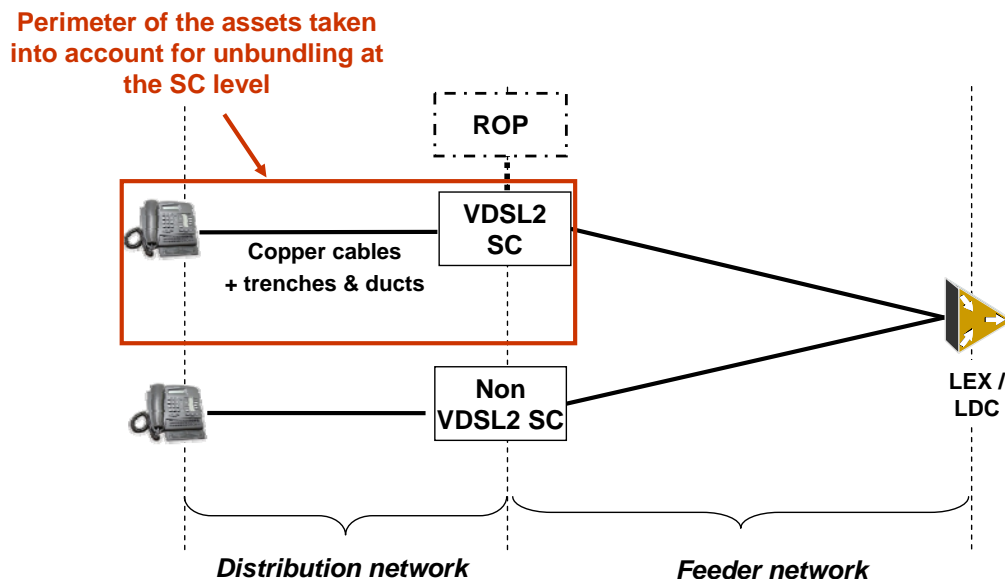 Perimeter of the assets taken
into account for unbundling at
the SC level
ROP
VDSL2
SC
Copper cables
+ trenches & ducts
Non
VDSL2 SC
LEX /
LDC
Distribution network
Feeder network